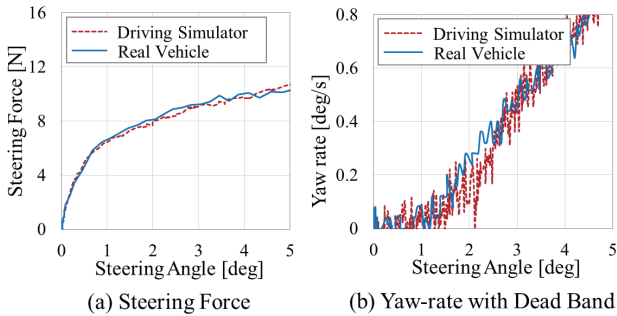 16
12
8
4
0
Steering Force [N]
Driving Simulator
Real Vehicle
0 1 2 3 4 5
Steering Angle [deg]
(a) Steering Force
0.8
0.6
0.4
0.2
0
Yaw rate [deg/s]
Driving Simulator
Real Vehicle
0 1 2 3 4 5
Steering Angle [deg]
(b) Yaw-rate with Dead Band